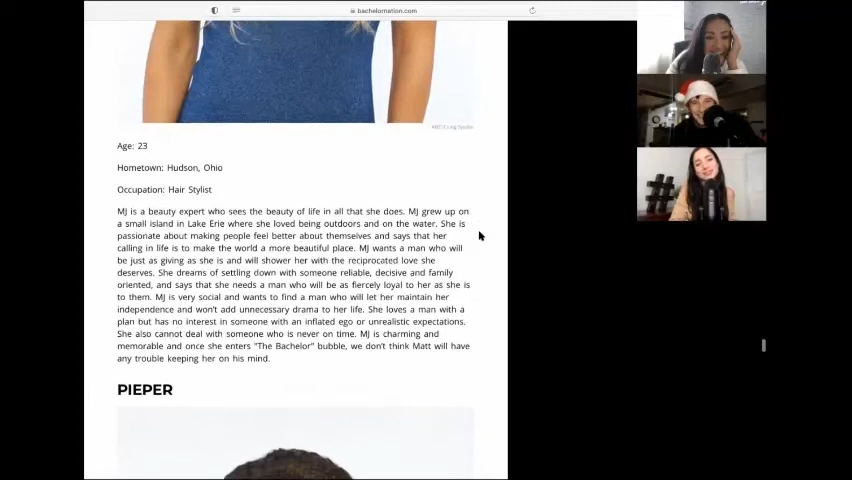 bachelornation.com
Age: 23
Hometown: Hudson, Ohio
Occupation: Hair Stylist
MJ is a beauty expert who sees the beauty of life in all that she does. MJ grew up on
a small island in Lake Erie where she loved being outdoors and on the water. She is
passionate about making people feel better about themselves and says that her
calling in life is to make the world a more beautiful place. MJ wants a man who will
be just as giving as she is and will shower her with the reciprocated love she
deserves. She dreams of settling down with someone reliable, decisive and family
oriented, and says that she needs a man who will be as fiercely loyal to her as she is
to them. MJ is very social and wants to find a man who will let her maintain her
independence and won't add unnecessary drama to her life. She loves a man with a
plan but has no interest in someone with an inflated ego or unrealistic expectations.
She also cannot deal with someone who is never on time. MJ is charming and
memorable and once she enters "The Bachelor" bubble, we don't think Matt will have
any trouble keeping her on his mind.
PIEPER